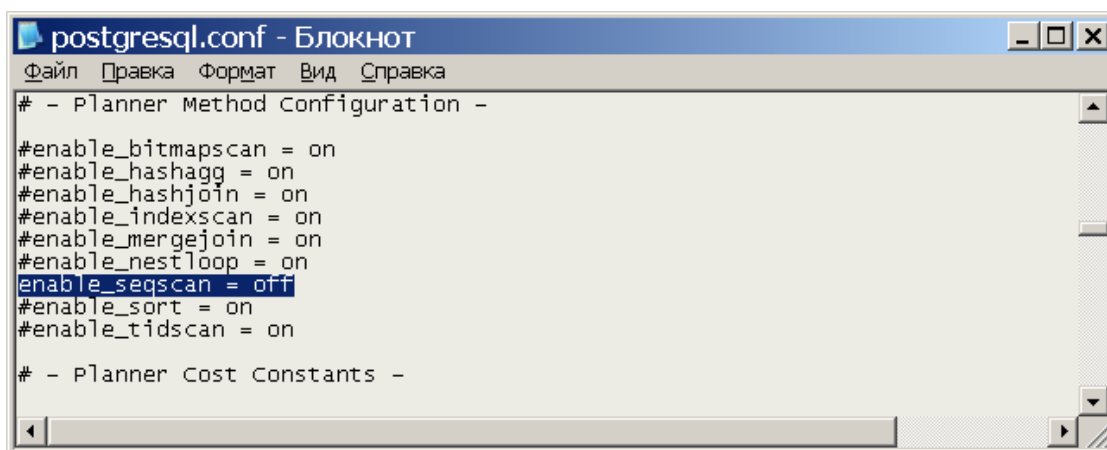 postgresql.conf - Блокнот
Файл Правка Формат Вид Справка
# - Planner Method Configuration -
#enable_bitmapscan = on
#enable_hashagg = on
#enable_hashjoin = on
#enable_indexscan = on
#enable_mergejoin = on
#enable_nestloop = on
enable_seqscan = off
#enable_sort = on
#enable_tidscan = on
# - Planner Cost Constants -